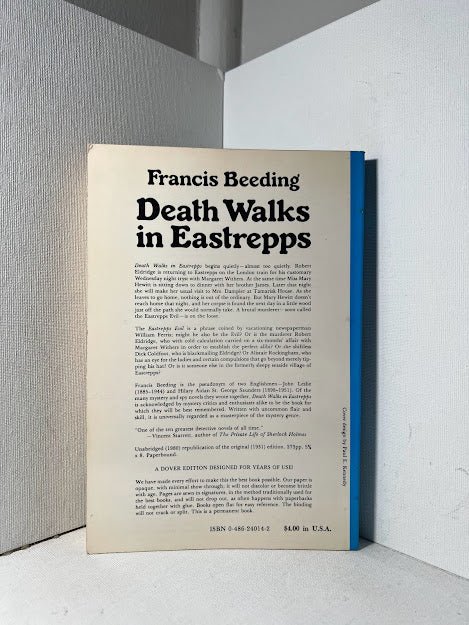 Francis Beeding
Death Walks
in Eastrepps
Death Walks in Eastrepps begins quietly—almost too quietly. Robert
Eldridge is returning to Eastrepps on the London train for his customary
Wednesday night tryst with Margaret Withers. At the same time Miss Mary
Hewitt is sitting down to dinner with her brother James. Later that night
she will make her usual visit to Mrs. Dampier at Tamarisk House. As she
leaves to go home, nothing is out of the ordinary. But Mary Hewitt doesn't
reach home that night, and her corpse is found the next day in a little wood
just off the path she would normally take. A brutal murderer—soon called
the Eastrepps Evil—is on the loose.
The Eastrepps Evil is a phrase coined by vacationing newspaperman
William Ferris; might he also be the Evil? Or is the murderer Robert
Eldridge, who with cold calculation carried on a six-months' affair with
Margaret Withers in order to establish the perfect alibi? Or the shiftless
Dick Coldfoot, who is blackmailing Eldridge? Or Alistair Rockingham, who
has an eye for the ladies and certain compulsions that go beyond merely tip-
ping his hat? Or is it someone else in the formerly sleepy seaside village of
Eastrepps?
Francis Beeding is the pseudonym of two Englishmen—John Leslie
(1885–1944) and Hilary Aidan St. George Saunders (1898–1951). Of the
many mystery and spy novels they wrote together, Death Walks in Eastrepps
is acknowledged by mystery critics and enthusiasts alike to be the book for
which they will be best remembered. Written with uncommon flair and
skill, it is universally regarded as a masterpiece of the mystery genre.
"One of the ten greatest detective novels of all time."
—Vincent Starrett, author of The Private Life of Sherlock Holmes
Unabridged (1980) republication of the original (1931) edition. 272pp. 5⅜
x 8. Paperbound.
A DOVER EDITION DESIGNED FOR YEARS OF USE!
We have made every effort to make this the best book possible. Our paper is
opaque, with minimal show-through; it will not discolor or become brittle
with age. Pages are sewn in signatures, in the method traditionally used for
the best books, and will not drop out, as often happens with paperbacks
held together with glue. Books open flat for easy reference. The binding
will not crack or split. This is a permanent book.
ISBN 0-486-24014-2 $4.00 in U.S.A.
Cover design by Paul E. Kennedy